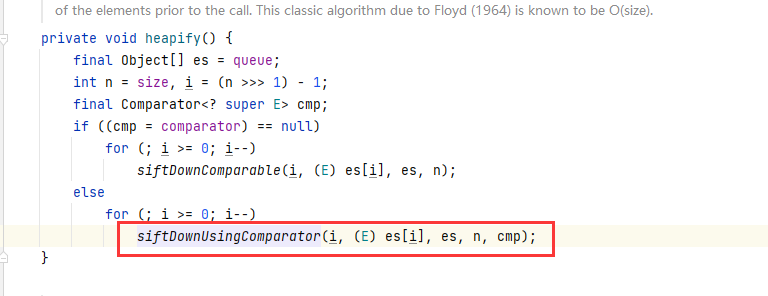 of the elements prior to the call. This classic algorithm due to Floyd (1964) is known to be O(size).
private void heapify() {
    final Object[] es = queue;
    int n = size, i = (n >>> 1) - 1;
    final Comparator<? super E> cmp;
    if ((cmp = comparator) == null)
        for (; i >= 0; i--)
            siftDownComparable(i, (E) es[i], es, n);
    else
        for (; i >= 0; i--)
            siftDownUsingComparator(i, (E) es[i], es, n, cmp);
}